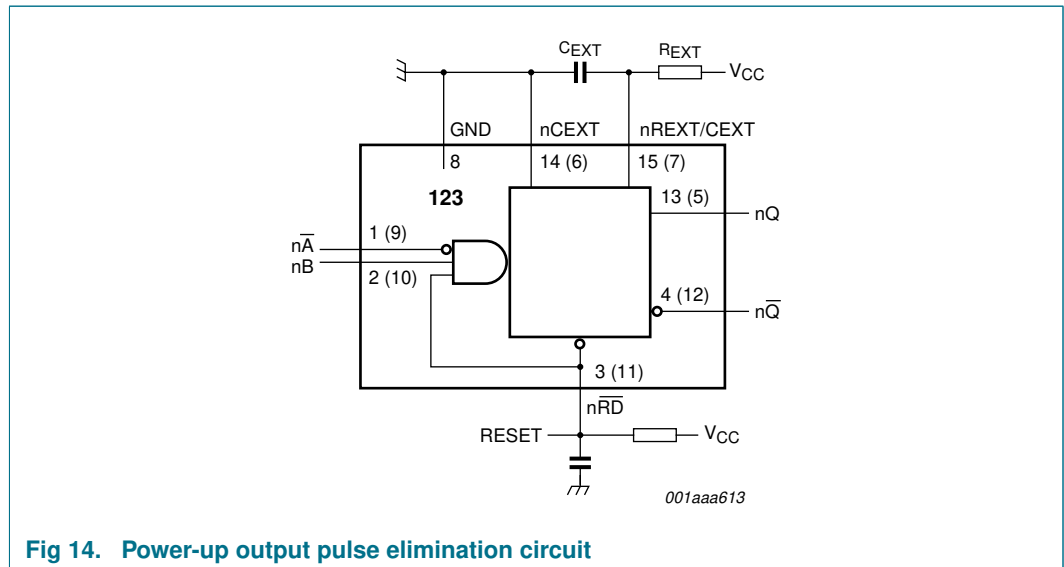 CEXT
REXT
VCC
GND
nCEXT
nREXT/CEXT
8
14 (6)
15 (7)
123
13 (5)
nQ
1 (9)
nA̅
nB
2 (10)
4 (12)
nQ̅
3 (11)
nR̅D̅
RESET
VCC
001aaa613
Fig 14. Power-up output pulse elimination circuit